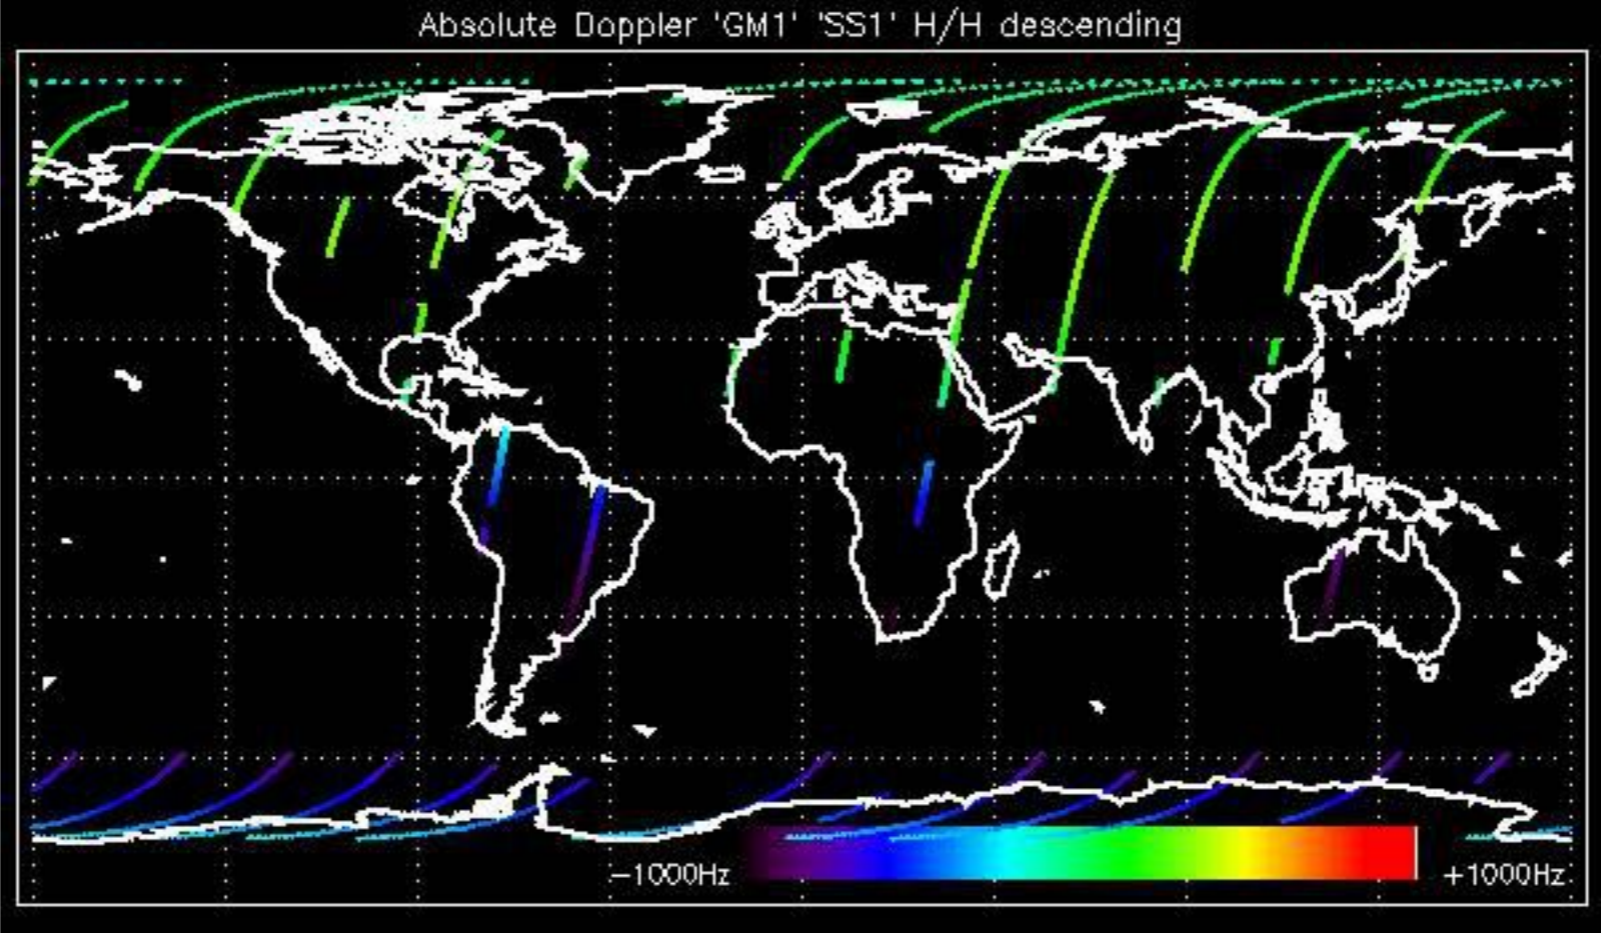 Absolute Doppler 'GM1' 'SS1' H/H descending
−1000Hz
+1000Hz